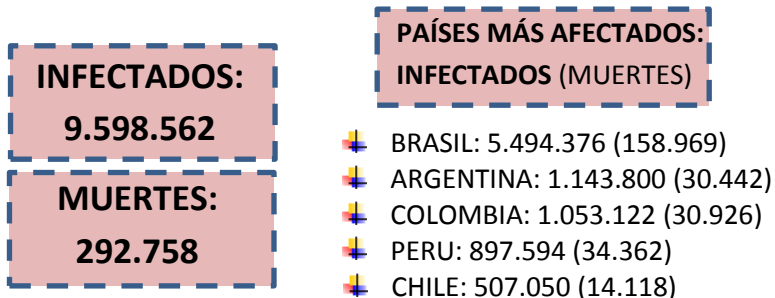 INFECTADOS:
9.598.562
MUERTES:
292.758
PAÍSES MÁS AFECTADOS:
INFECTADOS (MUERTES)
BRASIL: 5.494.376 (158.969)
ARGENTINA: 1.143.800 (30.442)
COLOMBIA: 1.053.122 (30.926)
PERU: 897.594 (34.362)
CHILE: 507.050 (14.118)